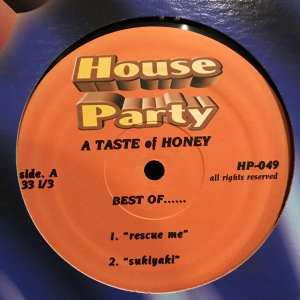 House
Party
A TASTE of HONEY
side. A
33 1/3
HP-049
all rights reserved
BEST OF......
1. "rescue me"
2. "sukiyaki"